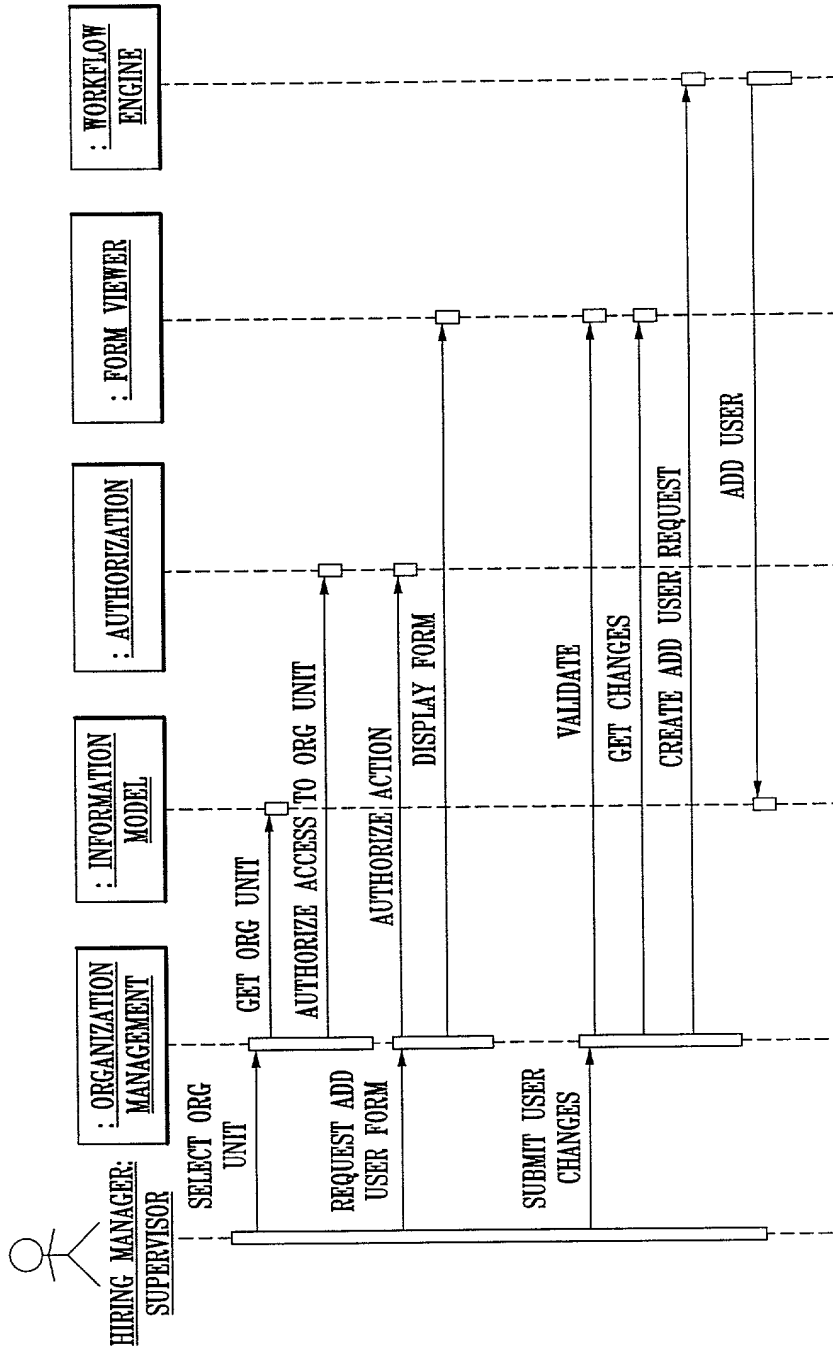 HIRING MANAGER:
SUPERVISOR
: ORGANIZATION
MANAGEMENT
: INFORMATION
MODEL
: AUTHORIZATION
: FORM VIEWER
: WORKFLOW
ENGINE
SELECT ORG
UNIT
GET ORG UNIT
AUTHORIZE ACCESS TO ORG UNIT
REQUEST ADD
USER FORM
AUTHORIZE ACTION
DISPLAY FORM
SUBMIT USER
CHANGES
VALIDATE
GET CHANGES
CREATE ADD USER REQUEST
ADD USER